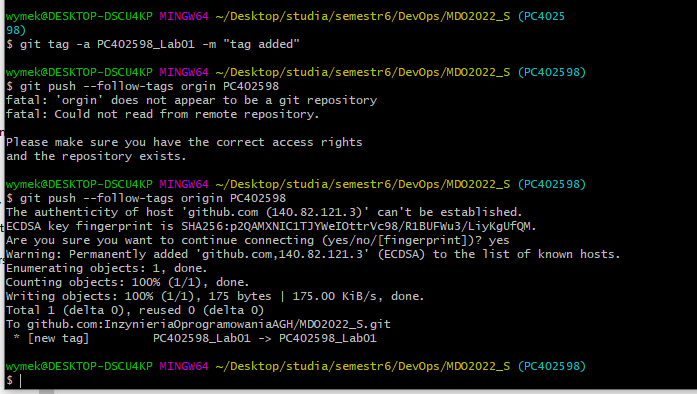 wymek@DESKTOP-DSCU4KP MINGW64 ~/Desktop/studia/semestr6/DevOps/MDO2022_S (PC4025
98)
$ git tag -a PC402598_Lab01 -m "tag added"
wymek@DESKTOP-DSCU4KP MINGW64 ~/Desktop/studia/semestr6/DevOps/MDO2022_S (PC402598)
$ git push --follow-tags orgin PC402598
fatal: 'orgin' does not appear to be a git repository
fatal: Could not read from remote repository.
Please make sure you have the correct access rights
and the repository exists.
wymek@DESKTOP-DSCU4KP MINGW64 ~/Desktop/studia/semestr6/DevOps/MDO2022_S (PC402598)
$ git push --follow-tags origin PC402598
The authenticity of host 'github.com (140.82.121.3)' can't be established.
ECDSA key fingerprint is SHA256:p2QAMXNIC1TJYWeIOttrVc98/R1BUFWu3/LiyKgUfQM.
Are you sure you want to continue connecting (yes/no/[fingerprint])? yes
Warning: Permanently added 'github.com,140.82.121.3' (ECDSA) to the list of known hosts.
Enumerating objects: 1, done.
Counting objects: 100% (1/1), done.
Writing objects: 100% (1/1), 175 bytes | 175.00 KiB/s, done.
Total 1 (delta 0), reused 0 (delta 0)
To github.com:InzynieriaOprogramowaniaAGH/MDO2022_S.git
 * [new tag]         PC402598_Lab01 -> PC402598_Lab01
wymek@DESKTOP-DSCU4KP MINGW64 ~/Desktop/studia/semestr6/DevOps/MDO2022_S (PC402598)
$